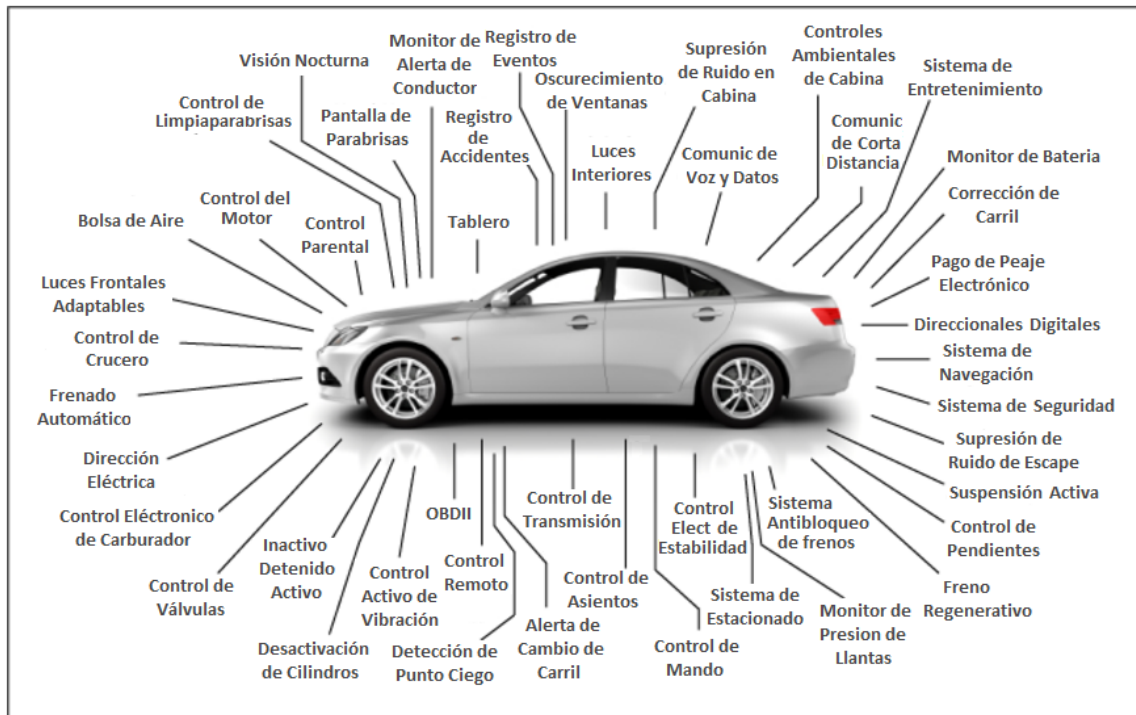 Visión Nocturna
Control de
Limpiaparabrisas
Pantalla de
Parabrisas
Monitor de
Alerta de
Conductor
Registro de
Eventos
Registro
de
Accidentes
Oscurecimiento
de Ventanas
Luces
Interiores
Supresión
de Ruido en
Cabina
Comunic de
Voz y Datos
Controles
Ambientales
de Cabina
Comunic
de Corta
Distancia
Sistema de
Entretenimiento
Monitor de Bateria
Corrección de
Carril
Pago de Peaje
Electrónico
Direccionales Digitales
Sistema de
Navegación
Sistema de Seguridad
Supresión de
Ruido de Escape
Suspensión Activa
Control de
Pendientes
Freno
Regenerativo
Bolsa de Aire
Control del
Motor
Control
Parental
Tablero
Luces Frontales
Adaptables
Control de
Crucero
Frenado
Automático
Dirección
Eléctrica
Control Eléctronico
de Carburador
Control de
Válvulas
Inactivo
Detenido
Activo
Desactivación
de Cilindros
Control
Activo de
Vibración
OBDII
Control
Remoto
Detección de
Punto Ciego
Alerta de
Cambio de
Carril
Control de
Transmisión
Control de
Asientos
Control de
Mando
Control
Elect de
Estabilidad
Sistema de
Estacionado
Sistema
Antibloqueo
de frenos
Monitor de
Presion de
Llantas